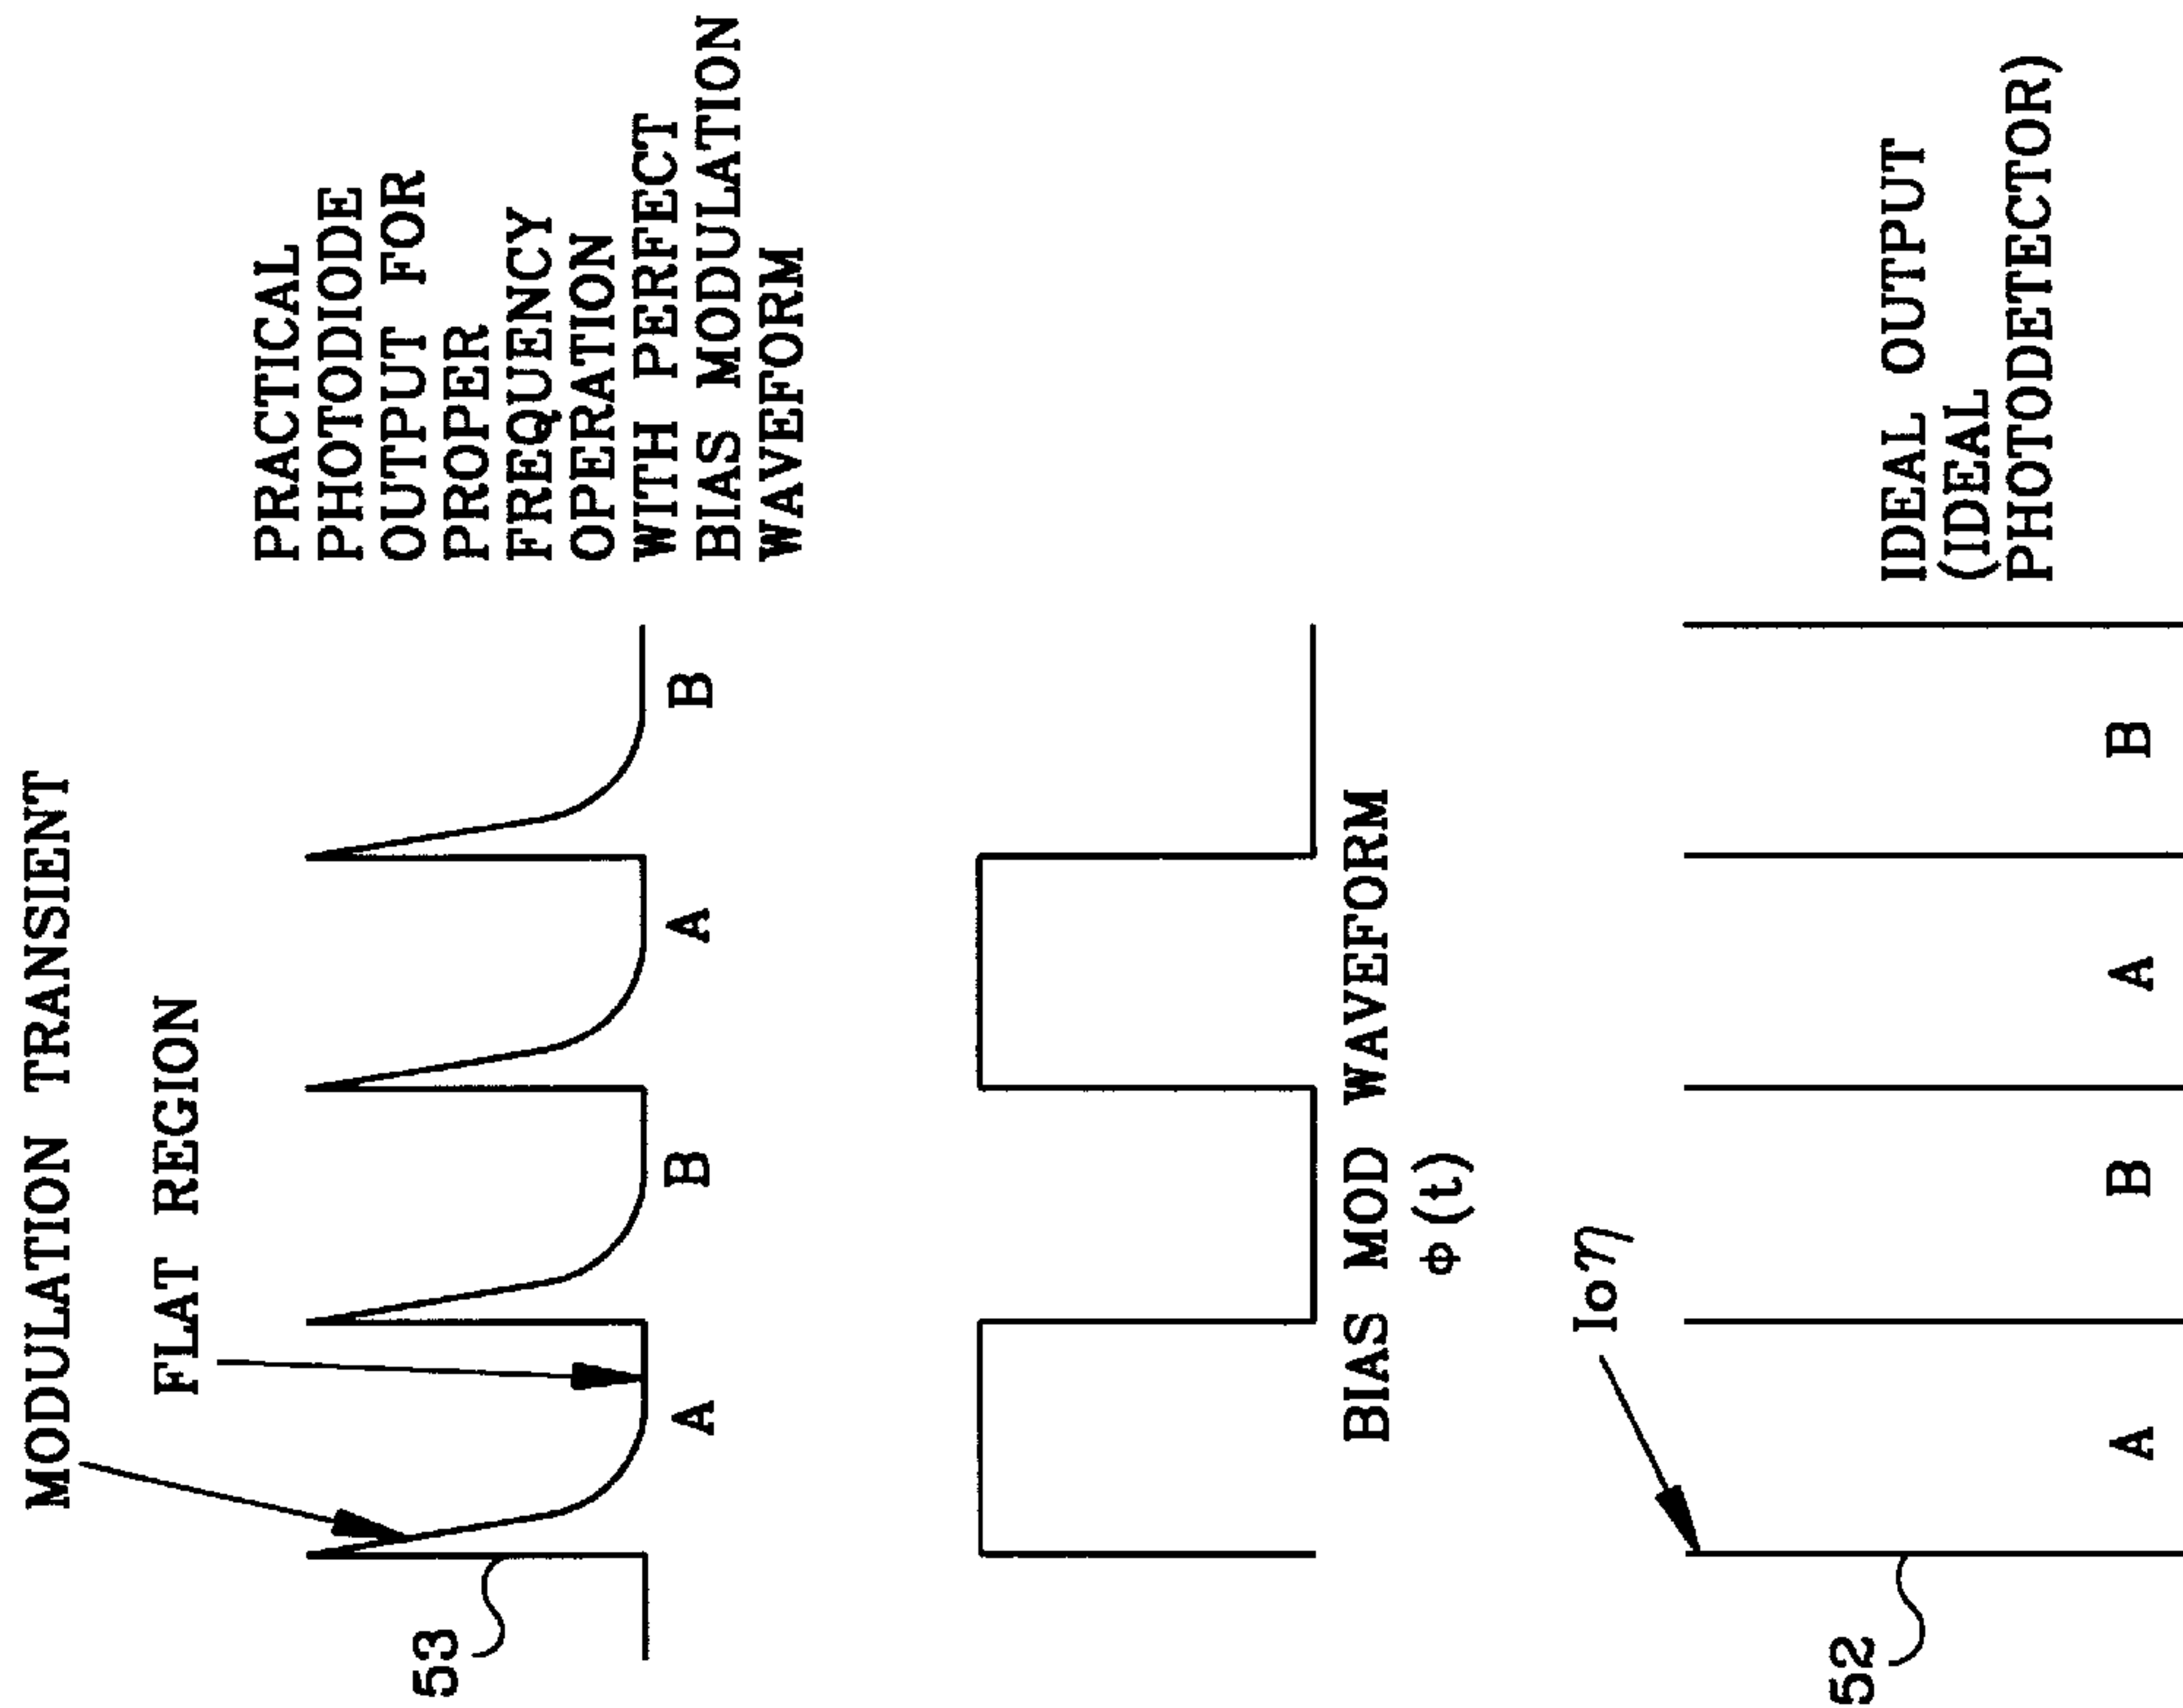 MODULATION TRANSIENT
FLAT REGION
53
A
B
A
B
PRACTICAL
PHOTODIODE
OUTPUT FOR
PROPER
FREQUENCY
OPERATION
WITH PERFECT
BIAS MODULATION
WAVEFORM
BIAS MOD WAVEFORM
ϕ(t)
Ioη
52
A
B
A
B
IDEAL OUTPUT
(IDEAL
PHOTODETECTOR)